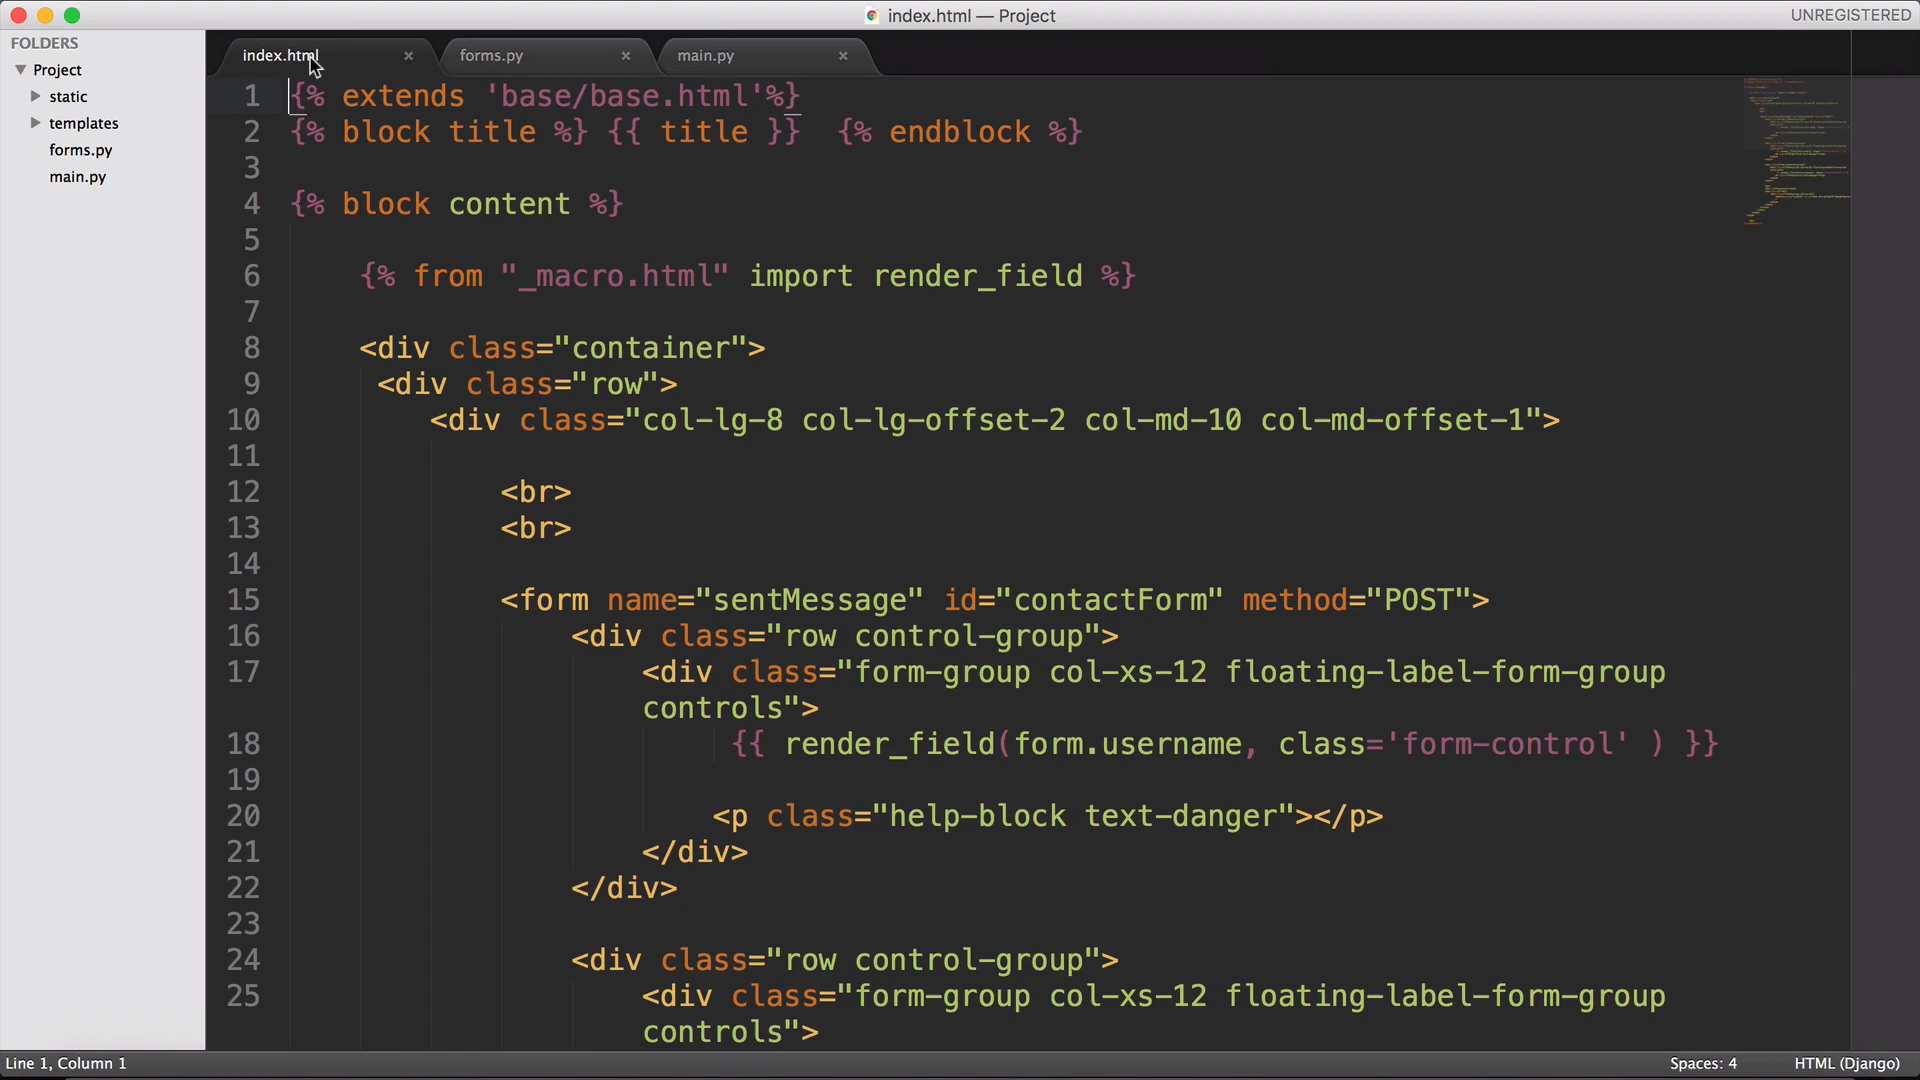 index.html — Project
UNREGISTERED
FOLDERS
Project
static
templates
forms.py
main.py
index.html ×
forms.py ×
main.py ×
1 {% extends 'base/base.html'%}
2 {% block title %} {{ title }}  {% endblock %}
3
4 {% block content %}
5
6 {% from "_macro.html" import render_field %}
7
8 <div class="container">
9 <div class="row">
10 <div class="col-lg-8 col-lg-offset-2 col-md-10 col-md-offset-1">
11
12 <br>
13 <br>
14
15 <form name="sentMessage" id="contactForm" method="POST">
16 <div class="row control-group">
17 <div class="form-group col-xs-12 floating-label-form-group
controls">
18 {{ render_field(form.username, class='form-control' ) }}
19
20 <p class="help-block text-danger"></p>
21 </div>
22 </div>
23
24 <div class="row control-group">
25 <div class="form-group col-xs-12 floating-label-form-group
controls">
Line 1, Column 1
Spaces: 4
HTML (Django)